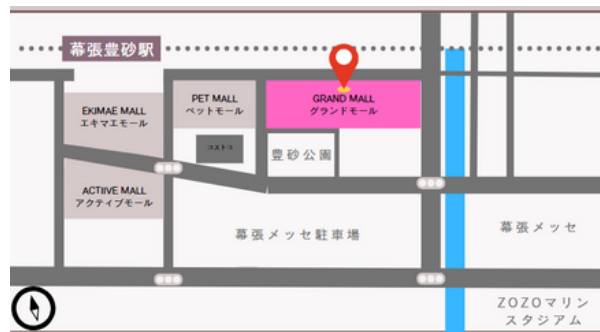 幕張豊砂駅
EKIMAE MALL
エキマエモール
PET MALL
ペットモール
GRAND MALL
グランドモール
コストコ
豊砂公園
ACTIIVE MALL
アクティブモール
幕張メッセ駐車場
幕張メッセ
ZOZOマリン
スタジアム